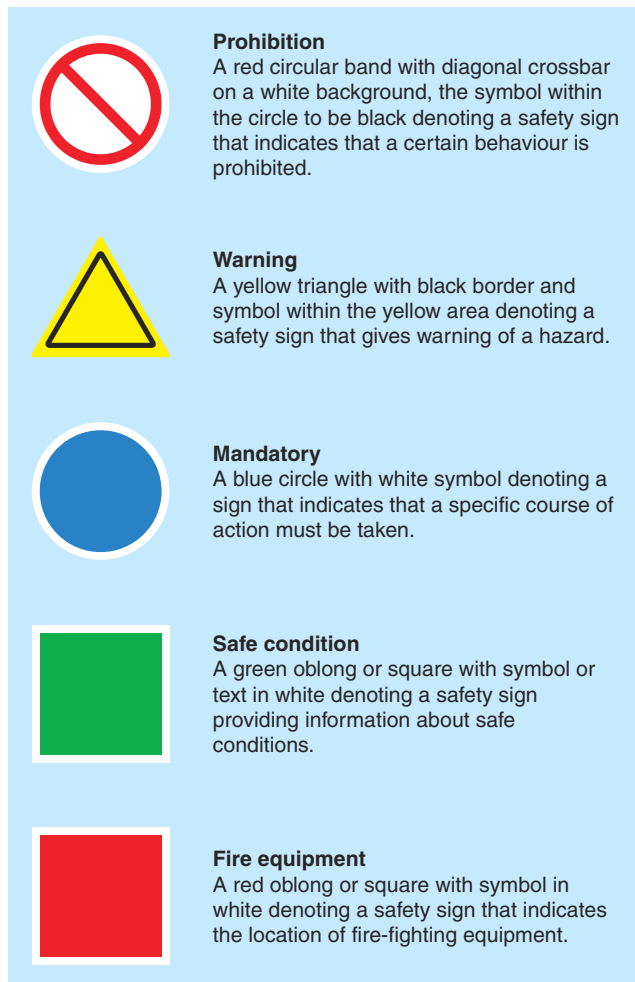 Prohibition
A red circular band with diagonal crossbar
on a white background, the symbol within
the circle to be black denoting a safety sign
that indicates that a certain behaviour is
prohibited.
Warning
A yellow triangle with black border and
symbol within the yellow area denoting a
safety sign that gives warning of a hazard.
Mandatory
A blue circle with white symbol denoting a
sign that indicates that a specific course of
action must be taken.
Safe condition
A green oblong or square with symbol or
text in white denoting a safety sign
providing information about safe
conditions.
Fire equipment
A red oblong or square with symbol in
white denoting a safety sign that indicates
the location of fire-fighting equipment.